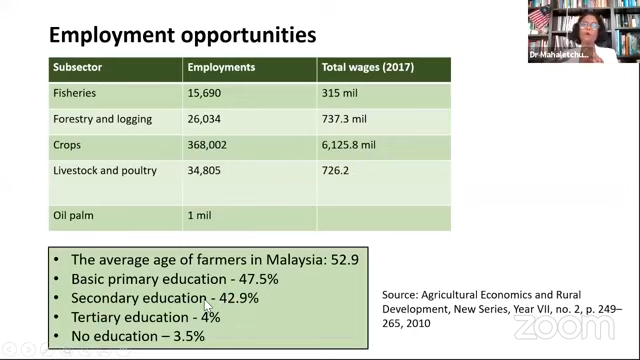 Employment opportunities
Subsector Employments Total wages (2017)
Fisheries 15,690 315 mil
Forestry and logging 26,034 737.3 mil
Crops 368,002 6,125.8 mil
Livestock and poultry 34,805 726.2
Oil palm 1 mil
• The average age of farmers in Malaysia: 52.9
• Basic primary education - 47.5%
• Secondary education - 42.9%
• Tertiary education - 4%
• No education – 3.5%
Source: Agricultural Economics and Rural
Development, New Series, Year VII, no. 2, p. 249–
265, 2010
Dr Mahaletchu...
zoom